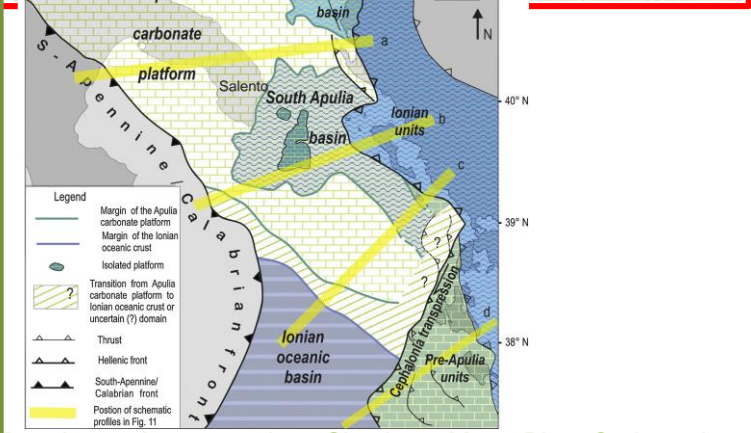 basin
N
carbonate
a
platform
Salento
South Apulia
40° N
Ionian
units
b
basin
c
S-Apennine/Calabrian front
Legend
Margin of the Apulia
carbonate platform
Margin of the Ionian
oceanic crust
Isolated platform
?
Transition from Apulia
carbonate platform to
Ionian oceanic crust or
uncertain (?) domain
Thrust
Hellenic front
South-Apennine/
Calabrian front
Postion of schematic
profiles in Fig. 11
39° N
?
?
Cephalonia transpression
d
Ionian
oceanic
basin
38° N
Pre-Apulia
units